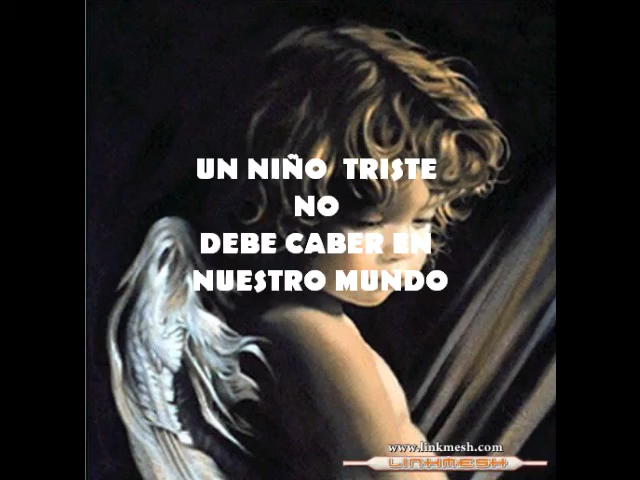 UN NIÑO TRISTE
NO
DEBE CABER EN
NUESTRO MUNDO
www.linkmesh.com
LINKMESH